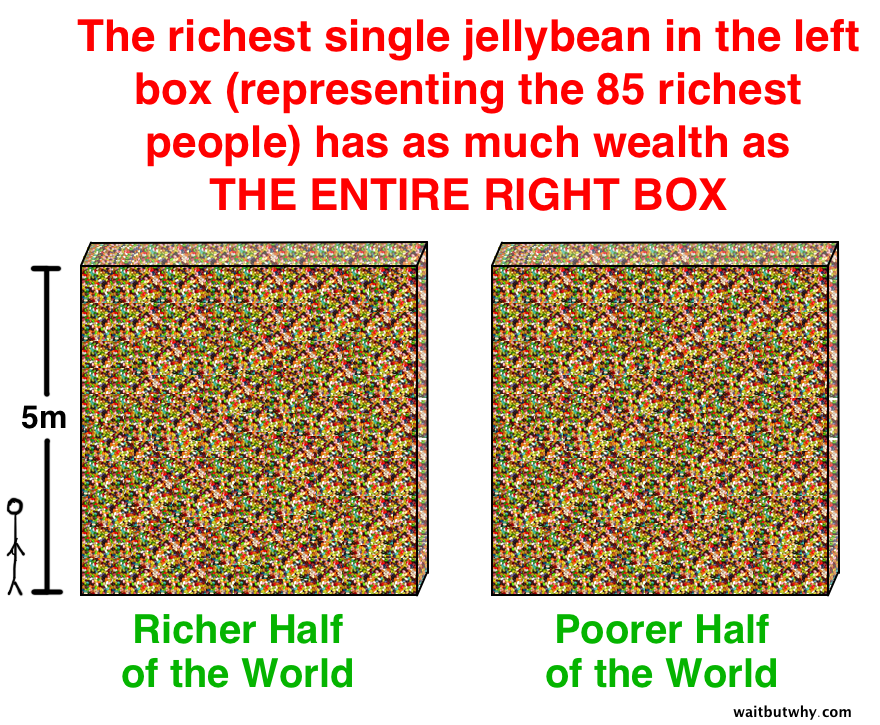 The richest single jellybean in the left
box (representing the 85 richest
people) has as much wealth as
THE ENTIRE RIGHT BOX
5m
Richer Half
of the World
Poorer Half
of the World
waitbutwhy.com